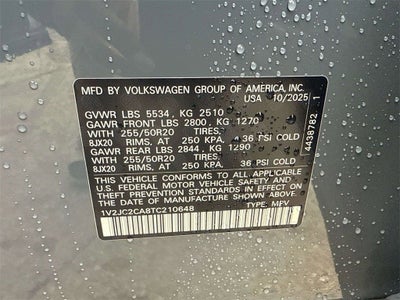 MFD. BY VOLKSWAGEN GROUP OF AMERICA, INC.
USA 10/2025
GVWR LBS 5534, KG 2510
GAWR FRONT LBS 2800, KG 1270
WITH 255/50R20 TIRES.
8JX20 RIMS, AT 250 KPA, 36 PSI COLD
GAWR REAR LBS 2844, KG 1290
WITH 255/50R20 TIRES.
8JX20 RIMS, AT 250 KPA, 36 PSI COLD
THIS VEHICLE CONFORMS TO ALL APPLICABLE
U.S. FEDERAL MOTOR VEHICLE SAFETY AND
THEFT PREVENTION STANDARDS IN EFFECT ON
THE DATE OF MANUFACTURE SHOWN ABOVE.
1V2JC2CA8TC210648 TYPE: MPV
4438782 1